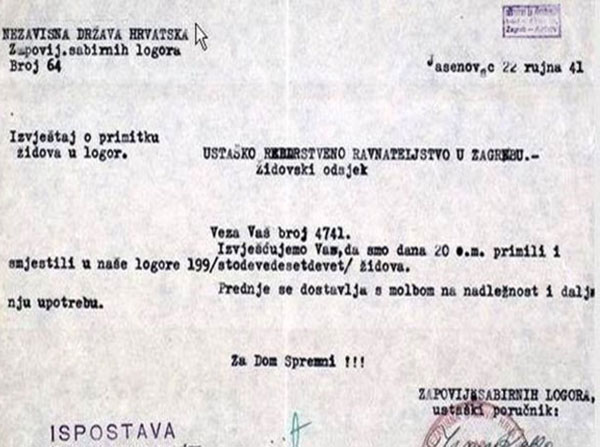 NEZAVISNA DRŽAVA HRVATSKA
Zapovij.sabirnih logora
Broj 64
Jasenovac 22 rujna 41
Izvještaj o primitku
židova u logor.
USTAŠKO REDARSTVENO RAVNATELJSTVO U ZAGREBU.-
Židovski odsjek
Veza Vaš broj 4741.
Izvješćujemo Vam,da smo dana 20 o.m. primili i
smjestili u naše logore 199/stodevedesetdevet/ židova.
Prednje se dostavlja s molbom na nadležnost i dalj
nju upotrebu.
Za Dom Spremni !!!
ZAPOVIJ.SABIRNIH LOGORA,
ustaški poručnik:
ISPOSTAVA